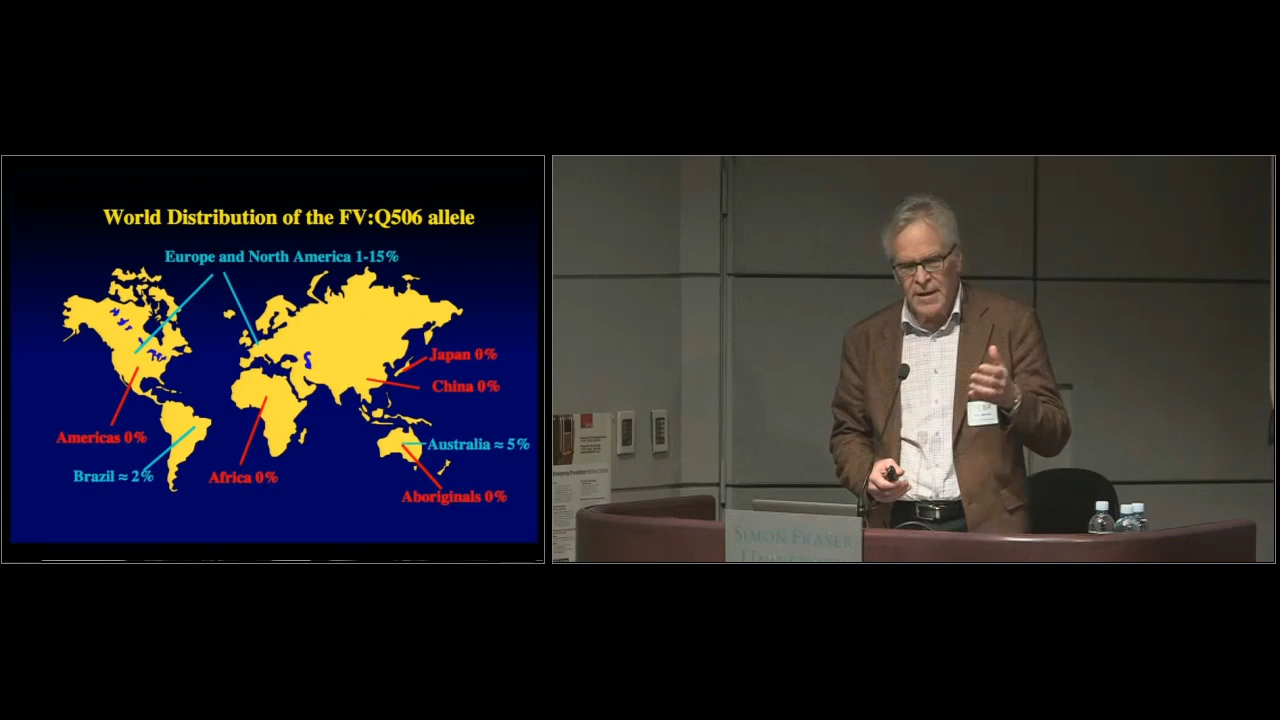 World Distribution of the FV:Q506 allele
Europe and North America 1-15%
Japan 0%
China 0%
Americas 0%
Australia ≈ 5%
Brazil ≈ 2%
Africa 0%
Aboriginals 0%
SIMON FRASER